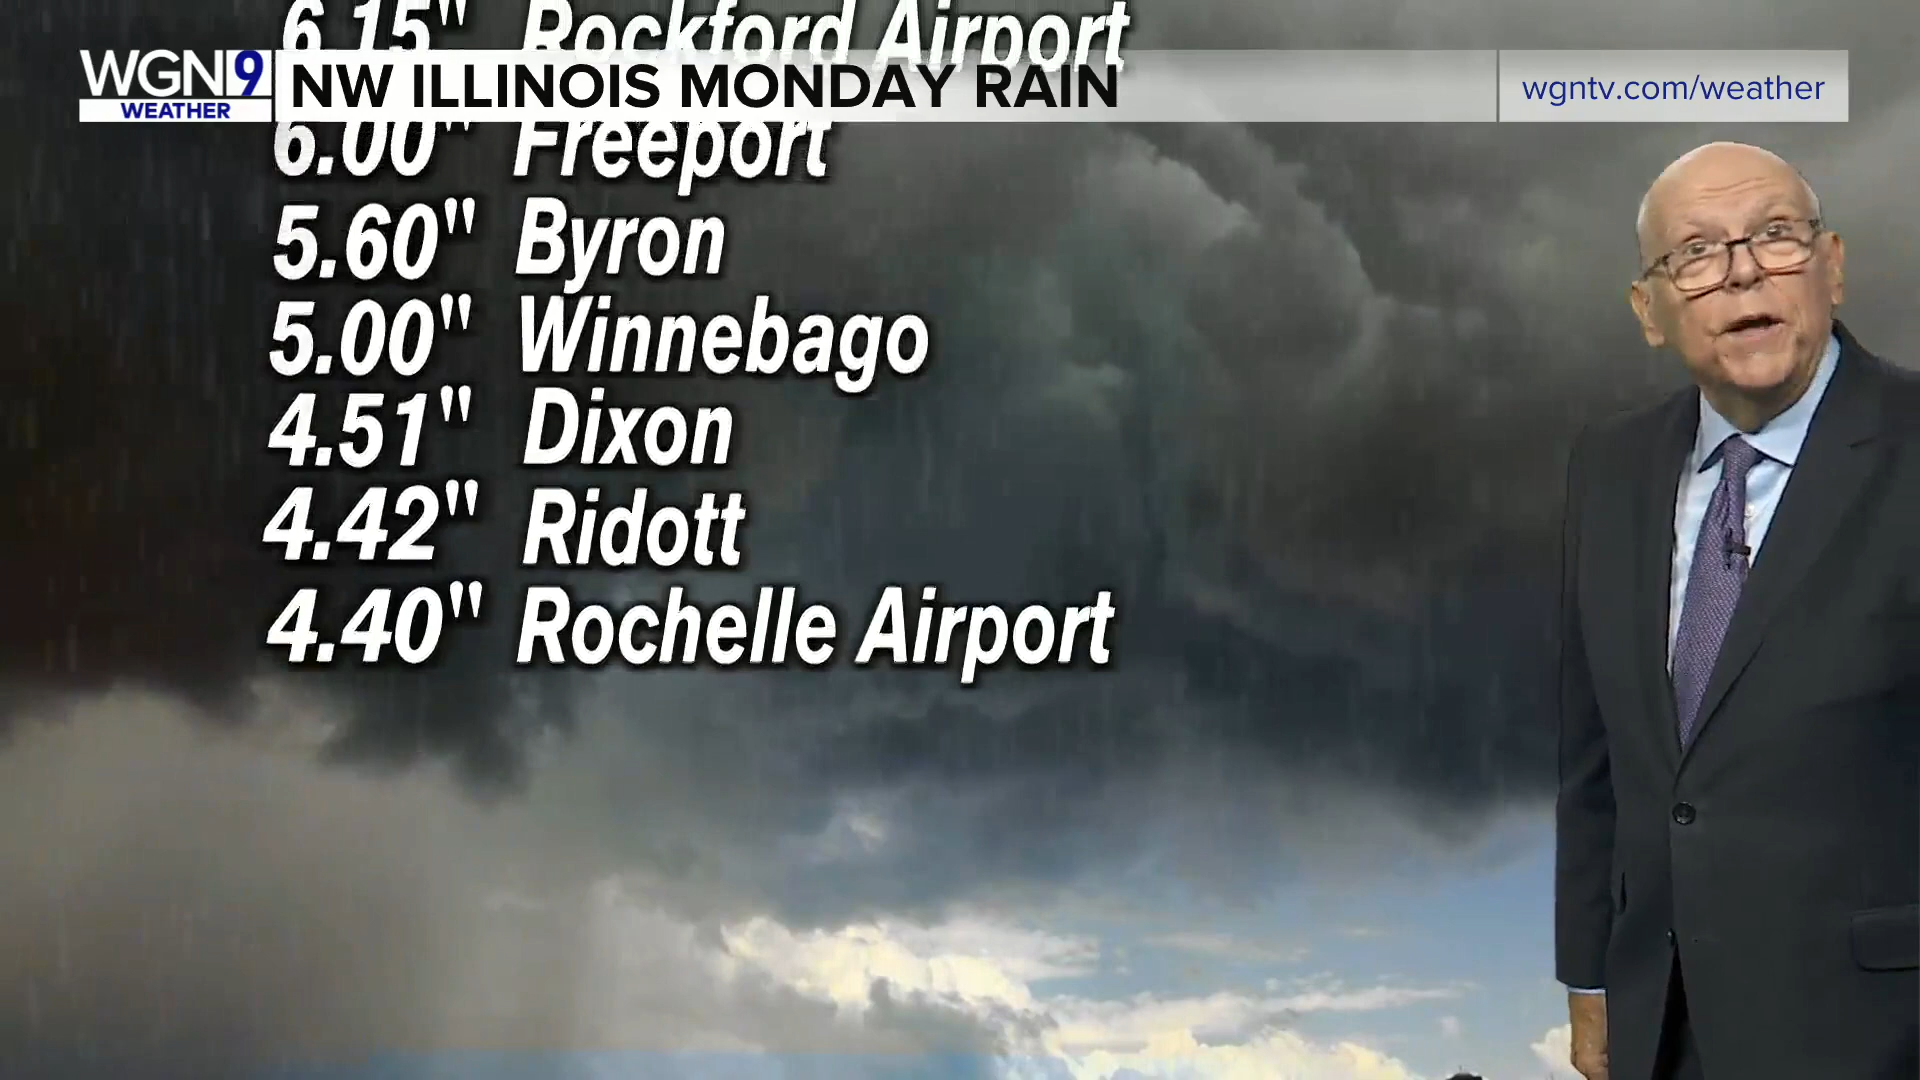 6.15" Rockford Airport
WGN9
WEATHER
NW ILLINOIS MONDAY RAIN
wgntv.com/weather
6.00" Freeport
5.60" Byron
5.00" Winnebago
4.51" Dixon
4.42" Ridott
4.40" Rochelle Airport